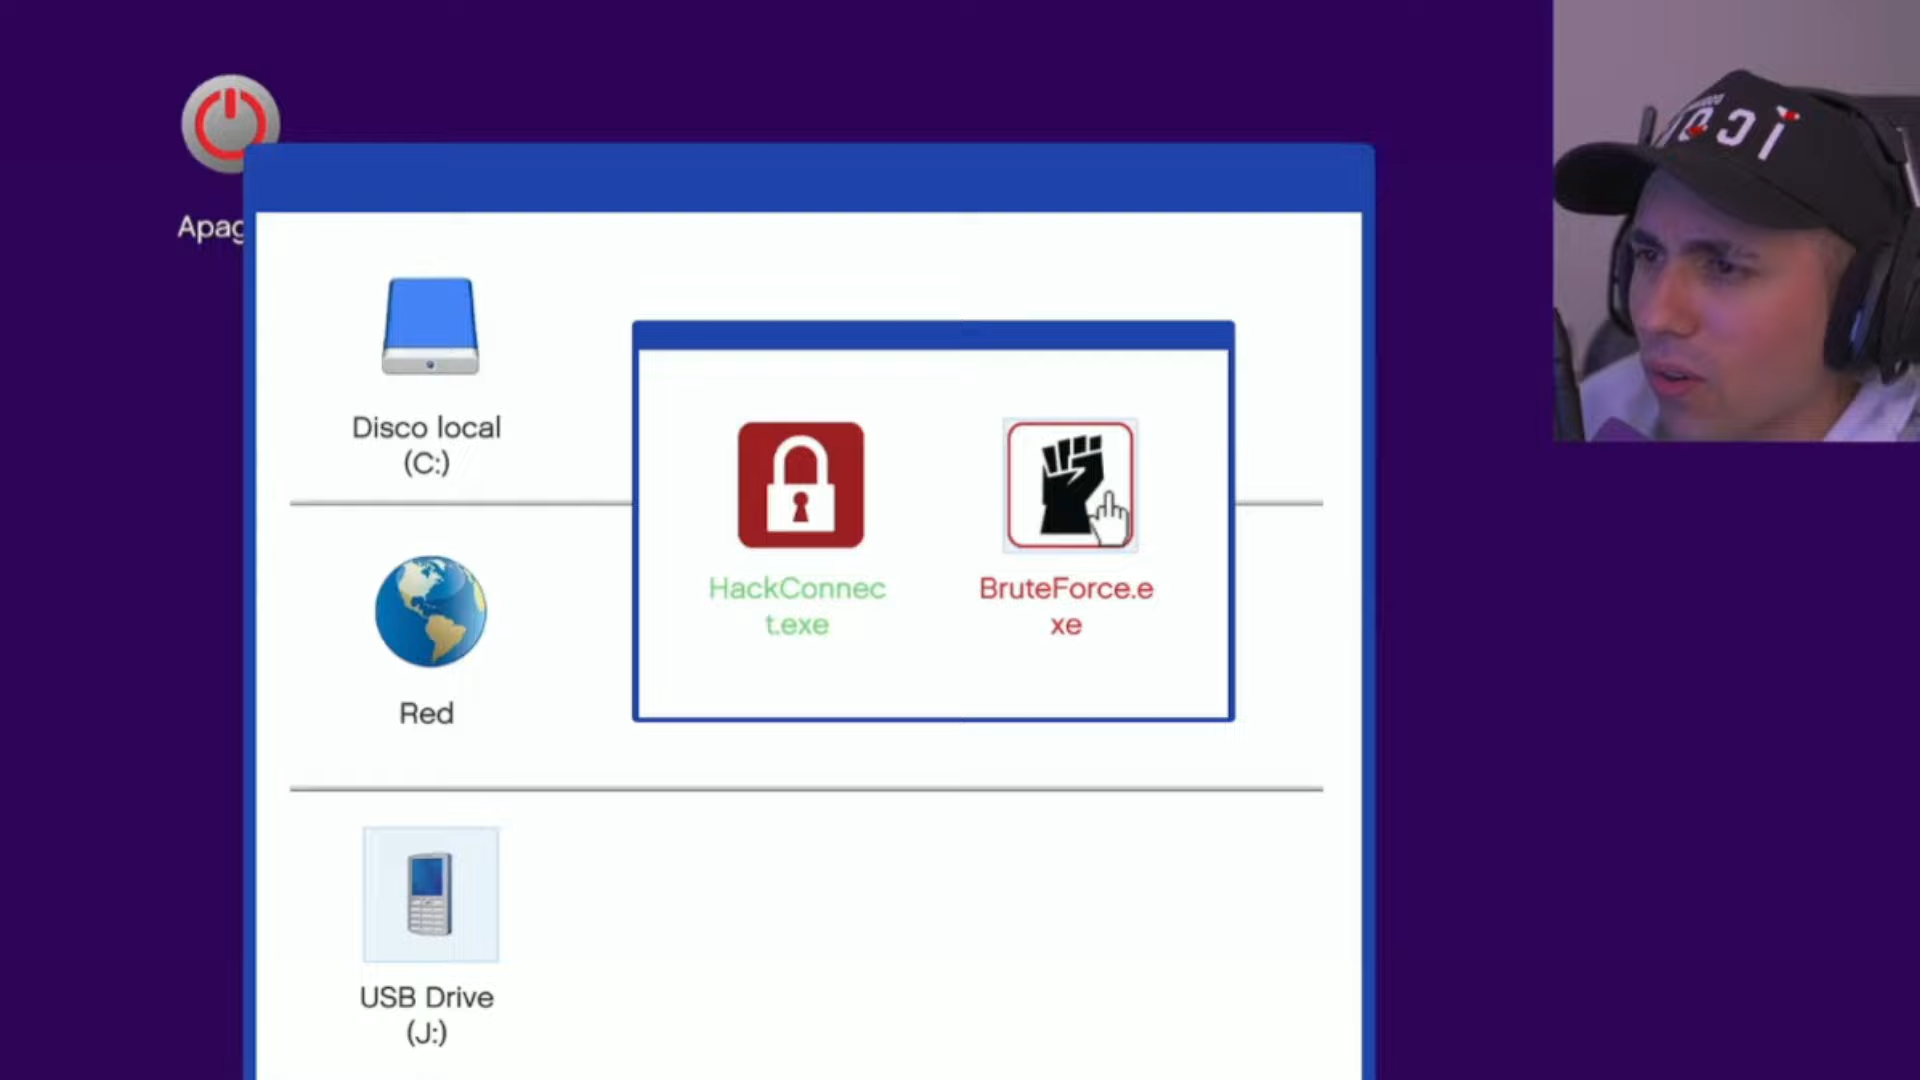 Apag
Disco local
(C:)
HackConnec
t.exe
BruteForce.e
xe
Red
USB Drive
(J:)